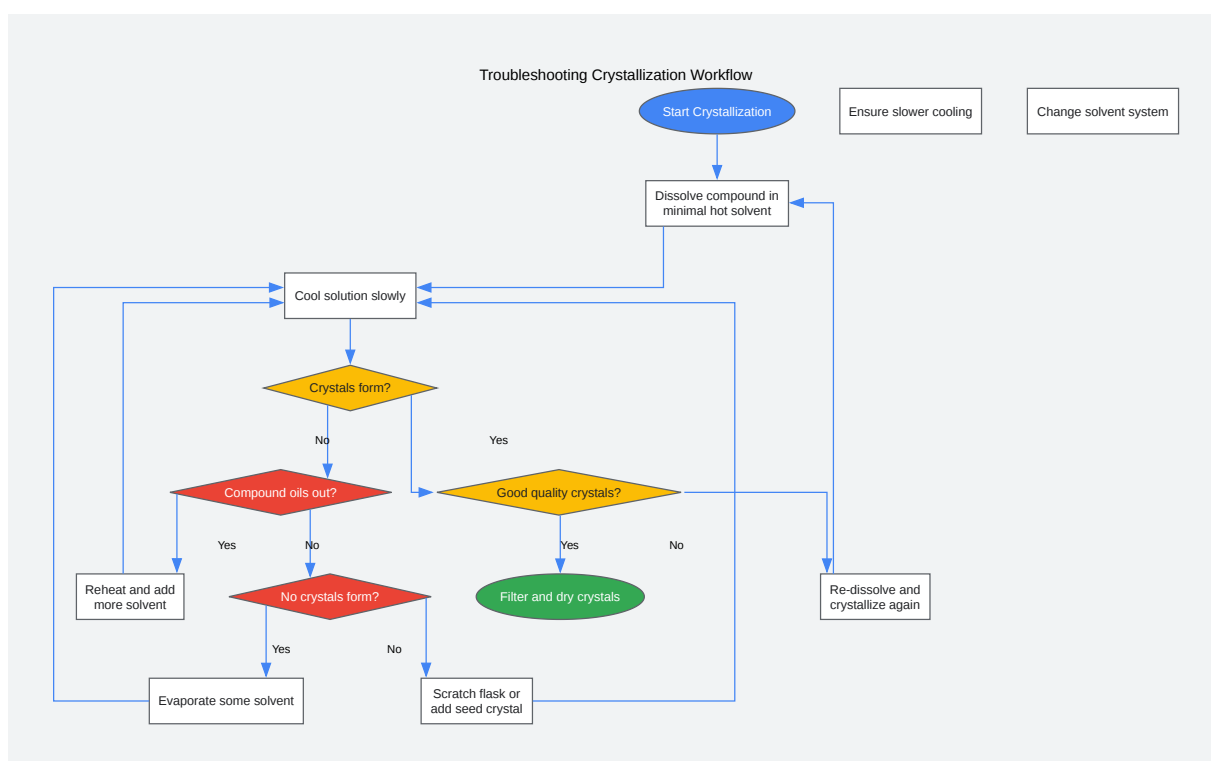 Troubleshooting Crystallization Workflow
Start Crystallization
Ensure slower cooling
Change solvent system
Dissolve compound in
minimal hot solvent
Cool solution slowly
Crystals form?
No
Yes
Compound oils out?
Good quality crystals?
Yes
No
Yes
No
Reheat and add
more solvent
No crystals form?
Filter and dry crystals
Re-dissolve and
crystallize again
Yes
No
Evaporate some solvent
Scratch flask or
add seed crystal